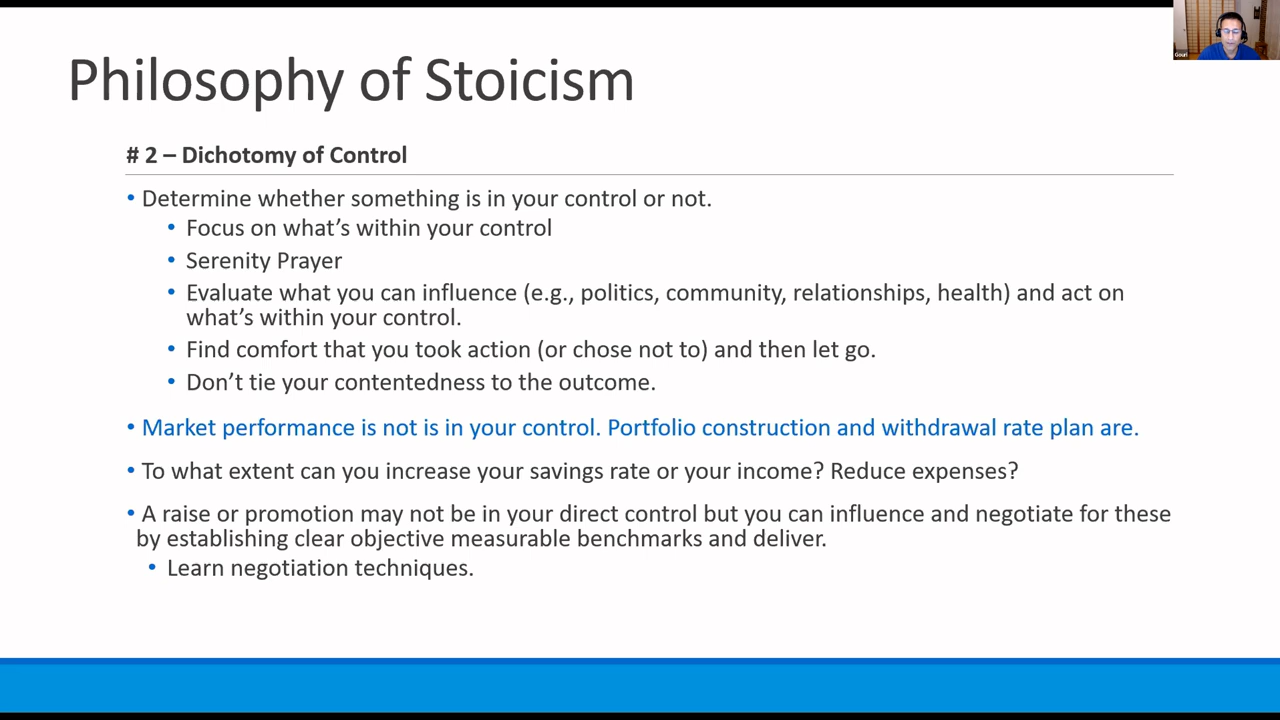 Philosophy of Stoicism
# 2 – Dichotomy of Control
• Determine whether something is in your control or not.
• Focus on what's within your control
• Serenity Prayer
• Evaluate what you can influence (e.g., politics, community, relationships, health) and act on
what's within your control.
• Find comfort that you took action (or chose not to) and then let go.
• Don't tie your contentedness to the outcome.
• Market performance is not is in your control. Portfolio construction and withdrawal rate plan are.
• To what extent can you increase your savings rate or your income? Reduce expenses?
• A raise or promotion may not be in your direct control but you can influence and negotiate for these
by establishing clear objective measurable benchmarks and deliver.
• Learn negotiation techniques.